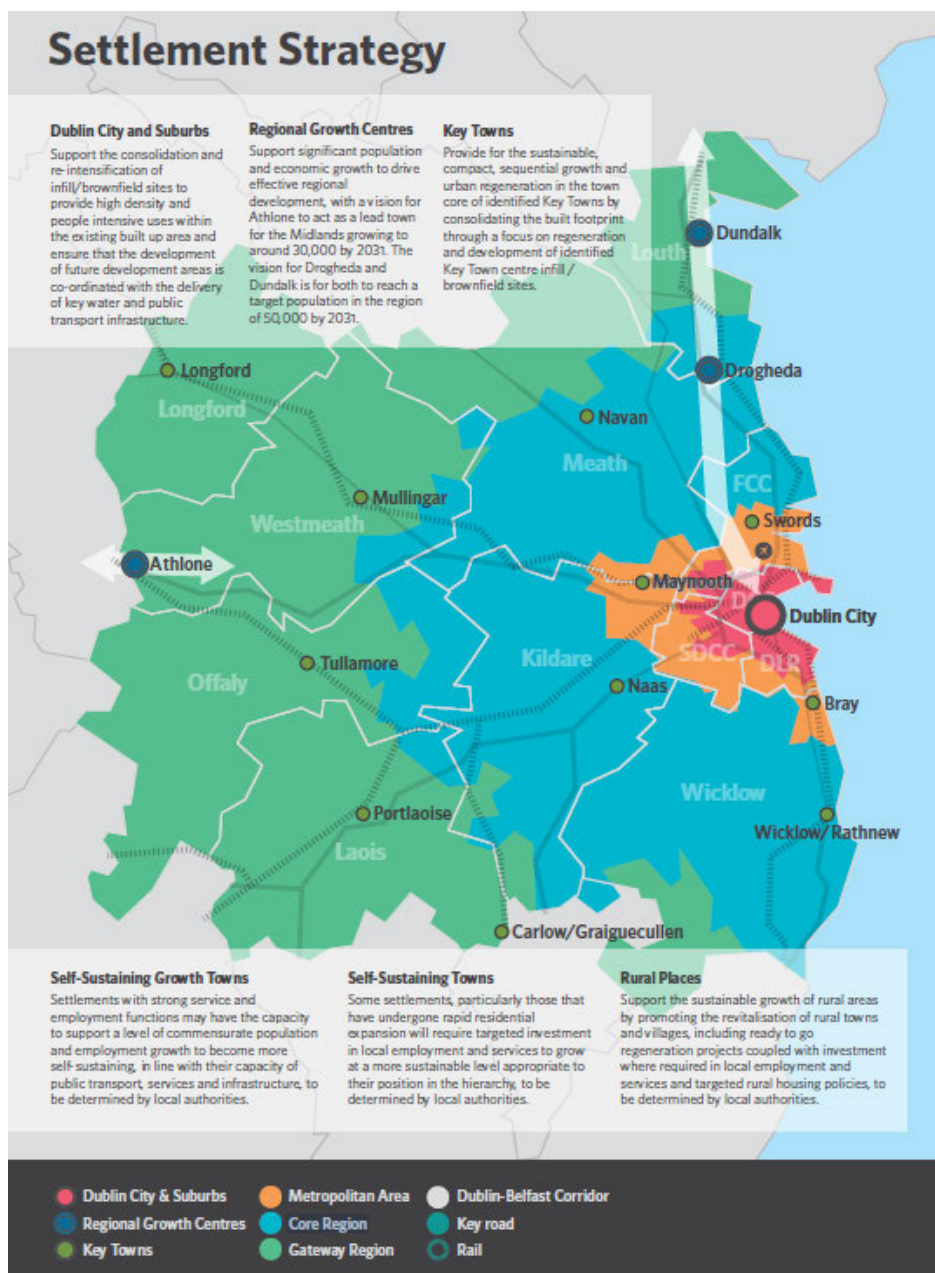 Settlement Strategy
Dublin City and Suburbs
Support the consolidation and
re-intensification of
infill/brownfield sites to
provide high density and
people intensive uses within
the existing built up area and
ensure that the development
of future development areas is
co-ordinated with the delivery
of key water and public
transport infrastructure.
Regional Growth Centres
Support significant population
and economic growth to drive
effective regional
development, with a vision for
Athlone to act as a lead town
for the Midlands growing to
around 30,000 by 2031. The
vision for Drogheda and
Dundalk is for both to reach a
target population in the region
of 50,000 by 2031.
Key Towns
Provide for the sustainable,
compact, sequential growth and
urban regeneration in the town
core of identified Key Towns by
consolidating the built footprint
through a focus on regeneration
and development of identified
Key Town centre infill /
brownfield sites.
Dundalk
Louth
Longford
Drogheda
Longford
Navan
Meath
FCC
Mullingar
Westmeath
Swords
Athlone
Maynooth
Dublin City
Kildare
SDCC
DLR
Tullamore
Offaly
Naas
Bray
Wicklow
Portlaoise
Wicklow/Rathnew
Laois
Carlow/Graiguecullen
Self-Sustaining Growth Towns
Settlements with strong service and
employment functions may have the capacity
to support a level of commensurate population
and employment growth to become more
self-sustaining, in line with their capacity of
public transport, services and infrastructure, to
be determined by local authorities.
Self-Sustaining Towns
Some settlements, particularly those that
have undergone rapid residential
expansion will require targeted investment
in local employment and services to grow
at a more sustainable level appropriate to
their position in the hierarchy, to be
determined by local authorities.
Rural Places
Support the sustainable growth of rural areas
by promoting the revitalisation of rural towns
and villages, including ready to go
regeneration projects coupled with investment
where required in local employment and
services and targeted rural housing policies, to
be determined by local authorities.
Dublin City & Suburbs
Regional Growth Centres
Key Towns
Metropolitan Area
Core Region
Gateway Region
Dublin-Belfast Corridor
Key road
Rail